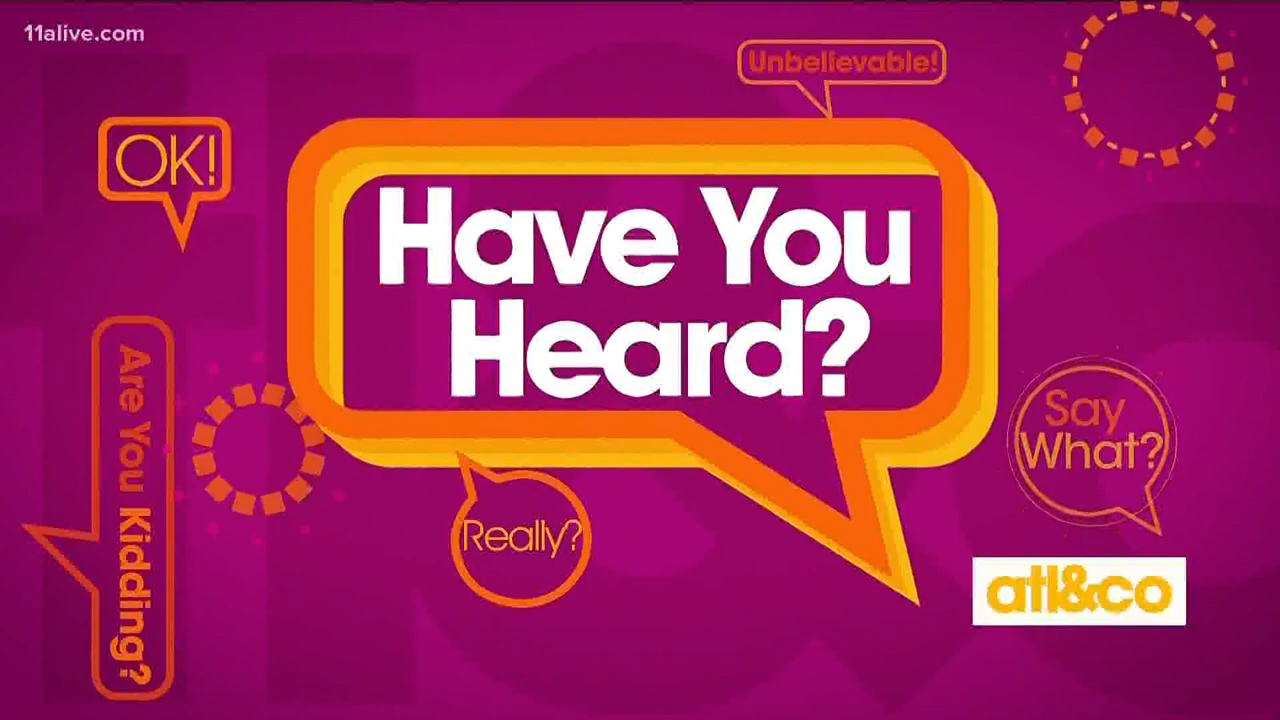 11alive.com
Unbelievable!
OK!
Have You
Heard?
Are You Kidding?
Say
What?
Really?
atl&co